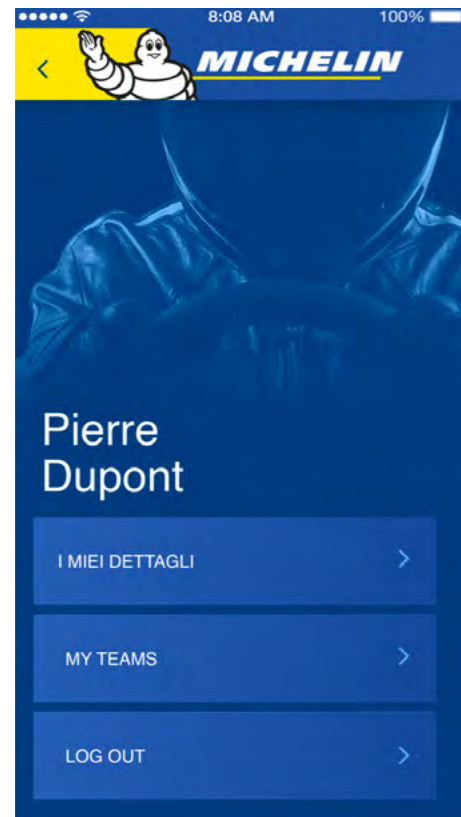 8:08 AM
100%
MICHELIN
Pierre
Dupont
I MIEI DETTAGLI
MY TEAMS
LOG OUT